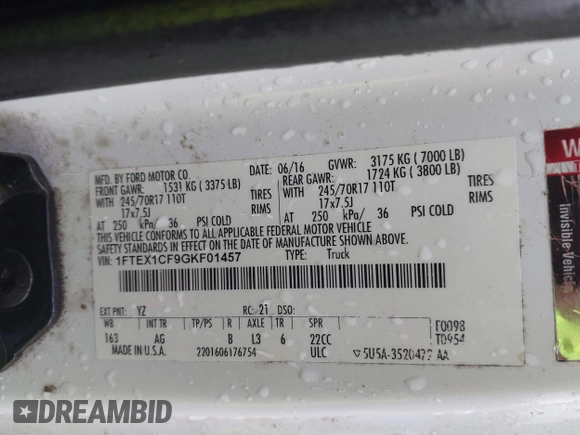 MFD. BY FORD MOTOR CO.
DATE: 06/16 GVWR: 3175 KG ( 7000 LB)
FRONT GAWR: 1531 KG ( 3375 LB) REAR GAWR: 1724 KG ( 3800 LB)
WITH 245/70R17 110T TIRES WITH 245/70R17 110T TIRES
17x7.5J RIMS 17x7.5J RIMS
AT 250 kPa/ 36 PSI COLD AT 250 kPa/ 36 PSI COLD
THIS VEHICLE CONFORMS TO ALL APPLICABLE FEDERAL MOTOR VEHICLE
SAFETY STANDARDS IN EFFECT ON THE DATE OF MANUFACTURE SHOWN ABOVE.
VIN: 1FTEX1CF9GKF01457 TYPE: Truck
EXT PNT: YZ RC: 21 DSO:
WB INT TR TP/PS R AXLE TR SPR
163 AG B L3 6 22CC
MADE IN U.S.A. 2201606176754 ULC
T0098
T0954
Invisible-Vehicle
DREAMBID